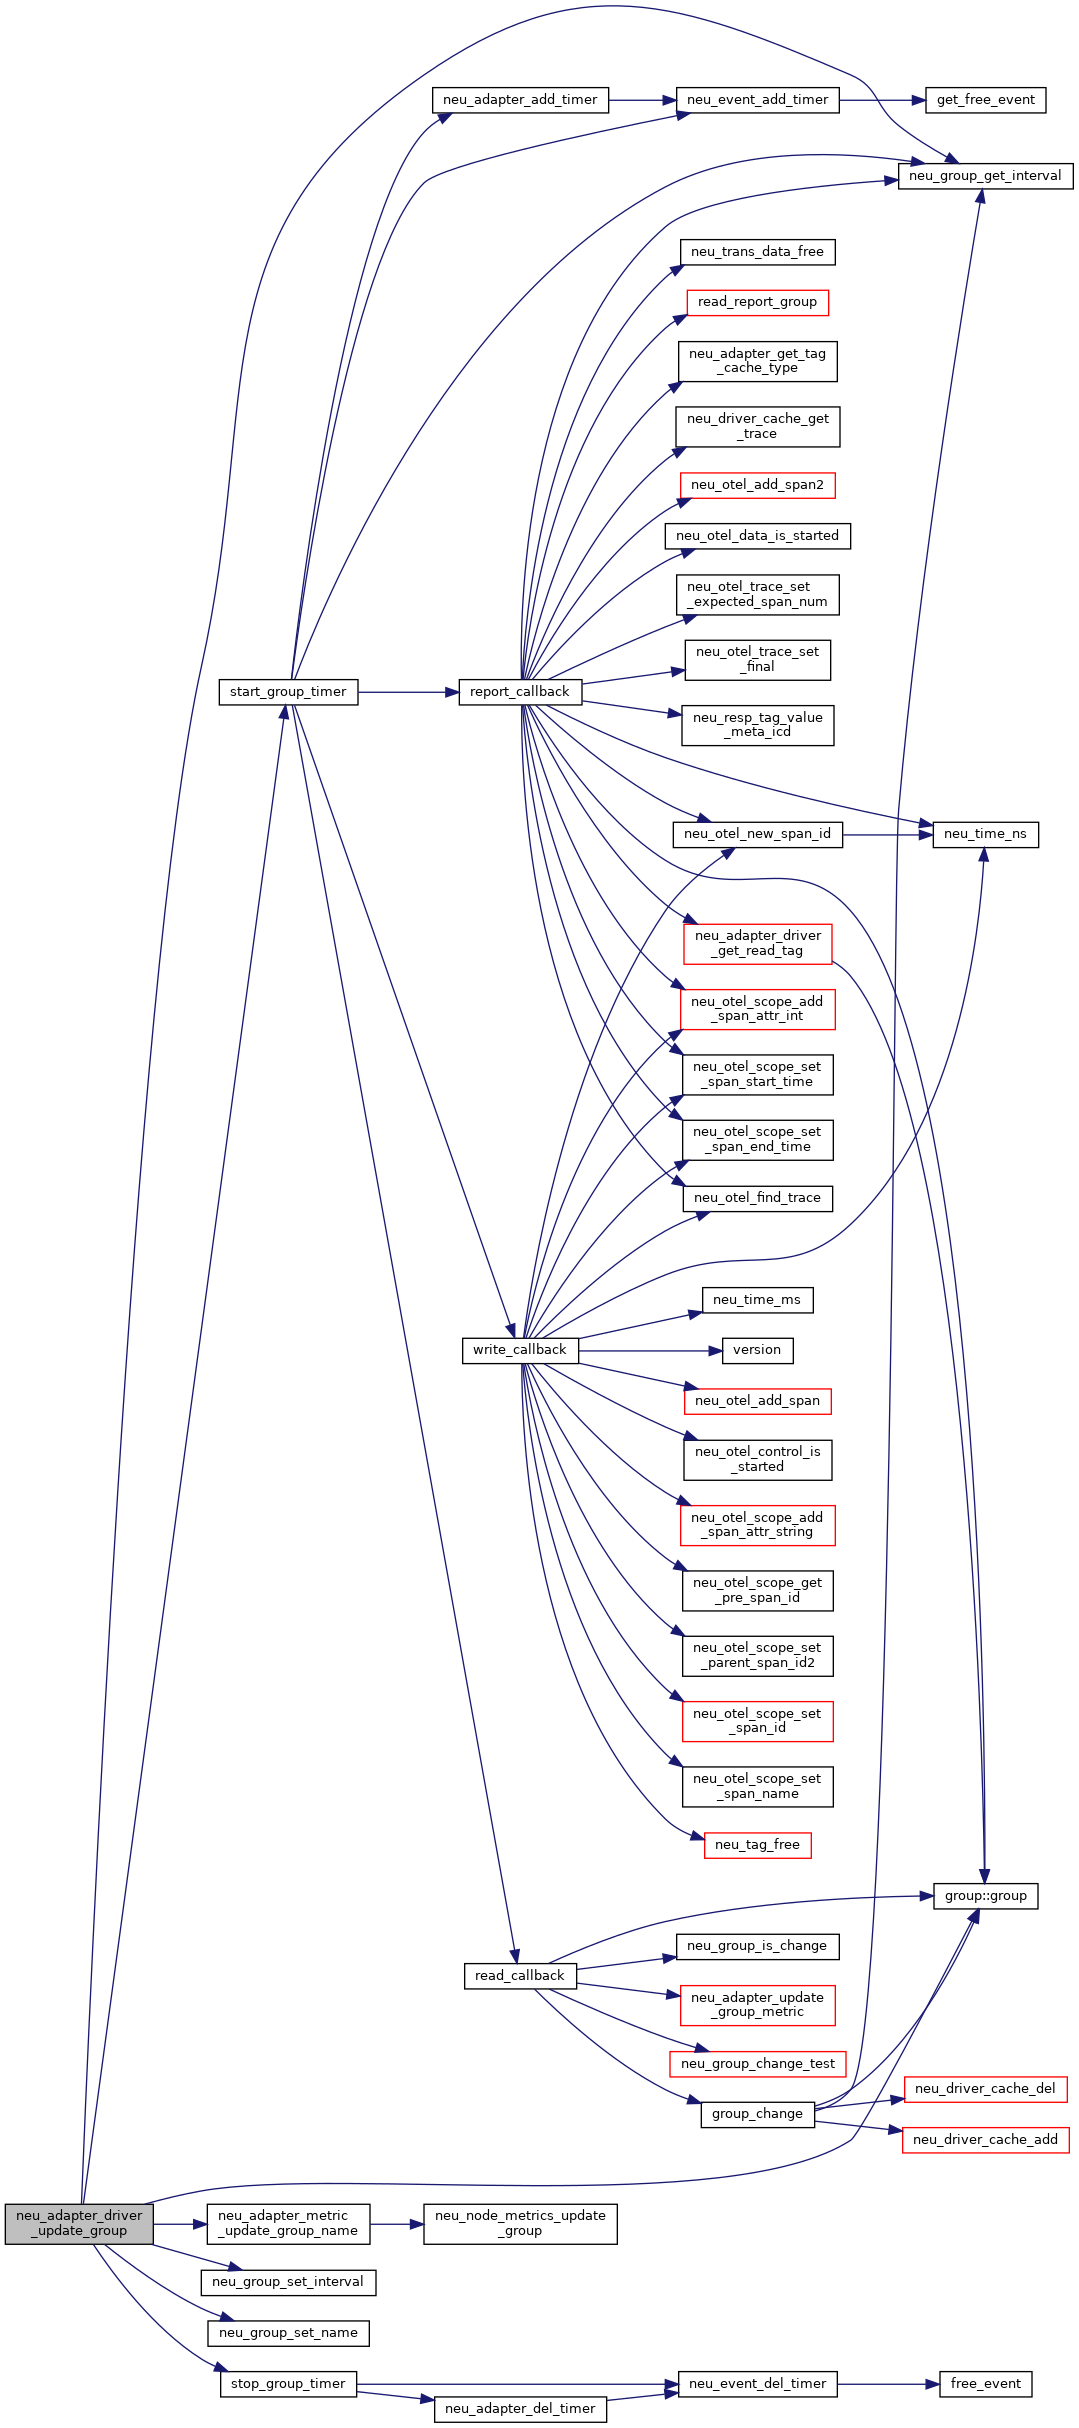 neu_adapter_add_timer
neu_event_add_timer
get_free_event
neu_group_get_interval
neu_trans_data_free
read_report_group
neu_adapter_get_tag
_cache_type
neu_driver_cache_get
_trace
neu_otel_add_span2
neu_otel_data_is_started
neu_otel_trace_set
_expected_span_num
neu_otel_trace_set
_final
start_group_timer
report_callback
neu_resp_tag_value
_meta_icd
neu_otel_new_span_id
neu_time_ns
neu_adapter_driver
_get_read_tag
neu_otel_scope_add
_span_attr_int
neu_otel_scope_set
_span_start_time
neu_otel_scope_set
_span_end_time
neu_otel_find_trace
neu_time_ms
write_callback
version
neu_otel_add_span
neu_otel_control_is
_started
neu_otel_scope_add
_span_attr_string
neu_otel_scope_get
_pre_span_id
neu_otel_scope_set
_parent_span_id2
neu_otel_scope_set
_span_id
neu_otel_scope_set
_span_name
neu_tag_free
group::group
neu_group_is_change
read_callback
neu_adapter_update
_group_metric
neu_group_change_test
neu_driver_cache_del
group_change
neu_driver_cache_add
neu_adapter_driver
_update_group
neu_adapter_metric
_update_group_name
neu_node_metrics_update
_group
neu_group_set_interval
neu_group_set_name
stop_group_timer
neu_event_del_timer
free_event
neu_adapter_del_timer